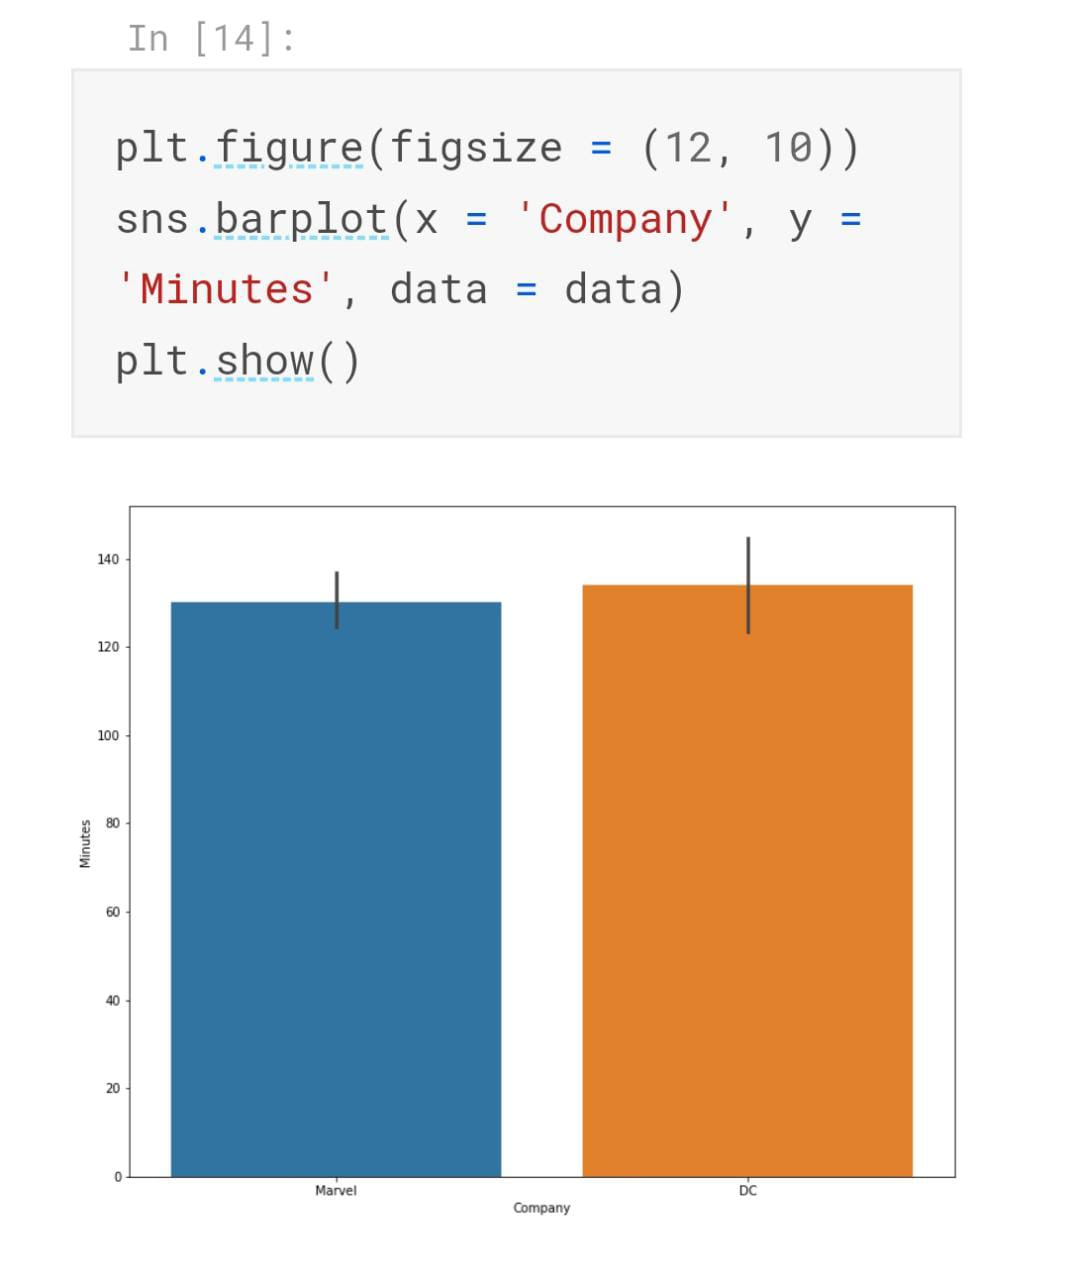 In [14]:
plt.figure(figsize = (12, 10))
sns.barplot(x = 'Company', y =
'Minutes', data = data)
plt.show()
140
120
100
80
60
40
20
0
Minutes
Marvel
DC
Company